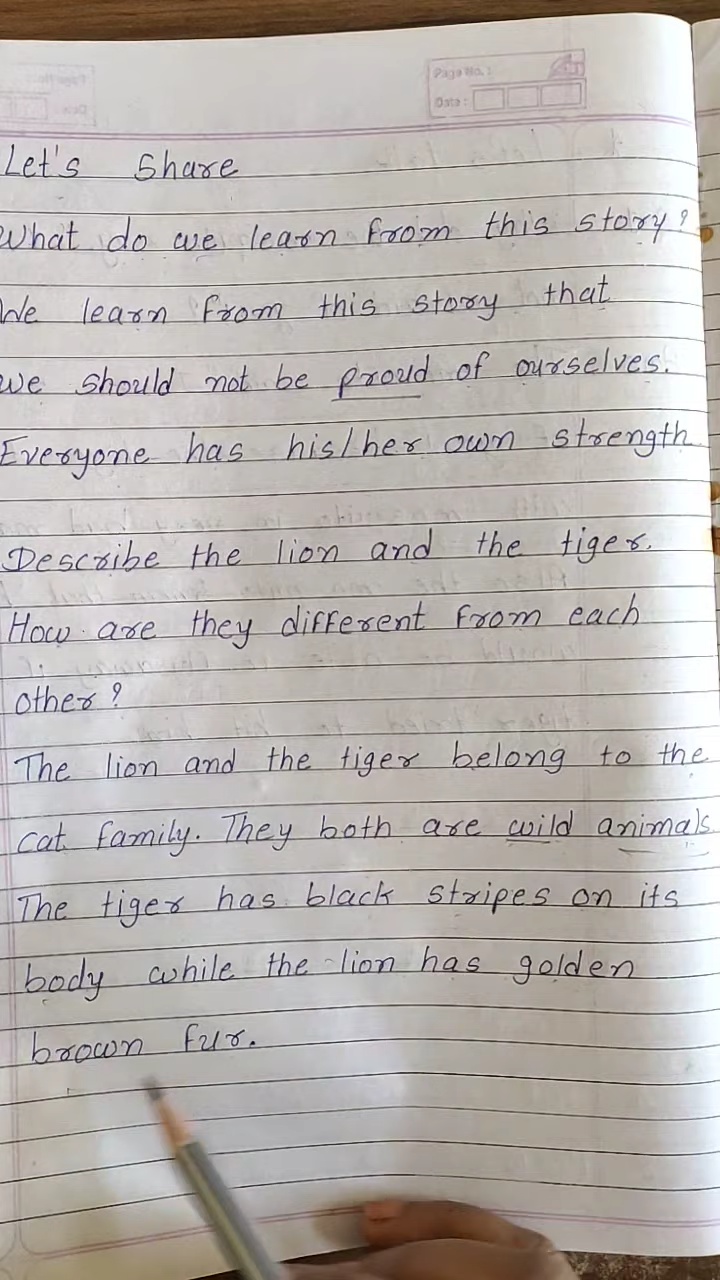 Page No. :
Date :
Let's Share
What do we learn from this story?
We learn from this story that
we should not be proud of ourselves.
Everyone has his/her own strength
Describe the lion and the tiger.
How are they different from each
other?
The lion and the tiger belong to the
cat family. They both are wild animals
The tiger has black stripes on its
body while the lion has golden
brown fur.